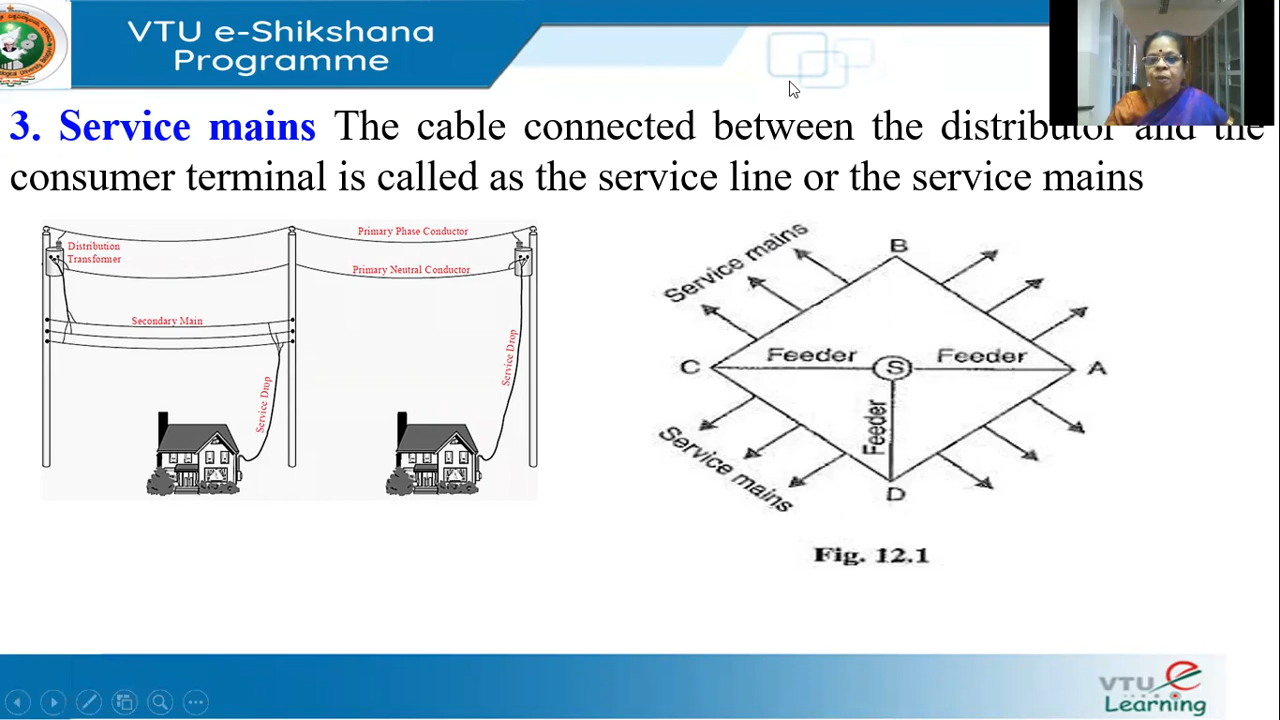 VTU e-Shikshana
Programme
3. Service mains The cable connected between the distributor and the
consumer terminal is called as the service line or the service mains
Distribution
Transformer
Primary Phase Conductor
Primary Neutral Conductor
Secondary Main
Service Drop
Service Drop
Service mains
B
C
Feeder
S
Feeder
A
Feeder
Service mains
D
Fig. 12.1
VTU e
Learning